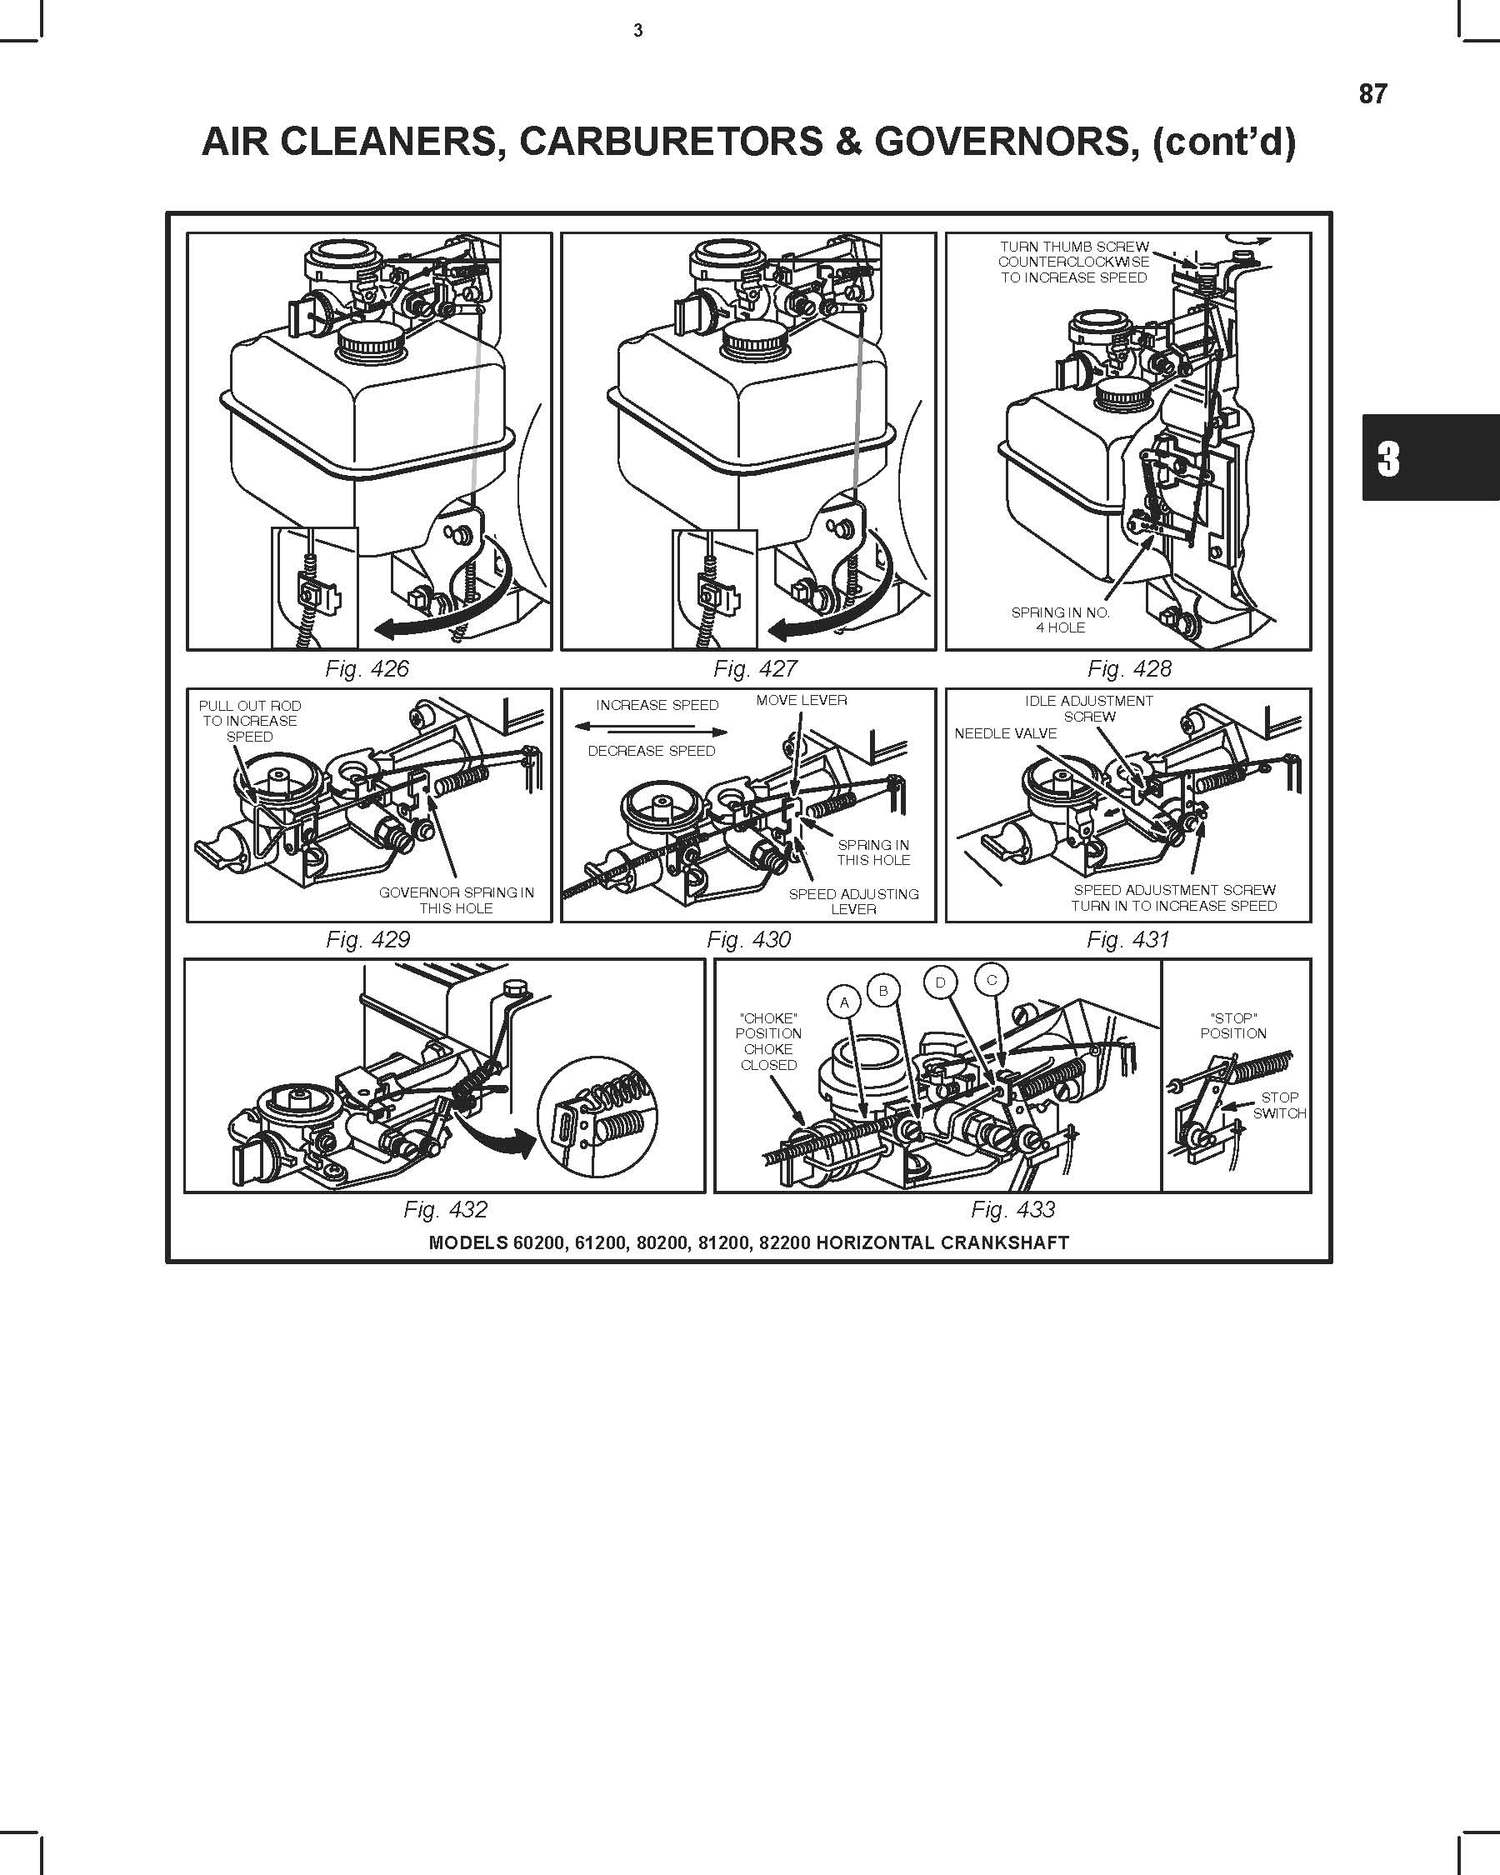 3
87
AIR CLEANERS, CARBURETORS & GOVERNORS, (cont’d)
TURN THUMB SCREW
COUNTERCLOCKWISE
TO INCREASE SPEED
SPRING IN NO.
4 HOLE
Fig. 426
Fig. 427
Fig. 428
3
PULL OUT ROD
TO INCREASE
SPEED
GOVERNOR SPRING IN
THIS HOLE
INCREASE SPEED
DECREASE SPEED
MOVE LEVER
SPRING IN
THIS HOLE
SPEED ADJUSTING
LEVER
IDLE ADJUSTMENT
SCREW
NEEDLE VALVE
SPEED ADJUSTMENT SCREW
TURN IN TO INCREASE SPEED
Fig. 429
Fig. 430
Fig. 431
A
B
D
C
"CHOKE"
POSITION
CHOKE
CLOSED
"STOP"
POSITION
STOP
SWITCH
Fig. 432
Fig. 433
MODELS 60200, 61200, 80200, 81200, 82200 HORIZONTAL CRANKSHAFT